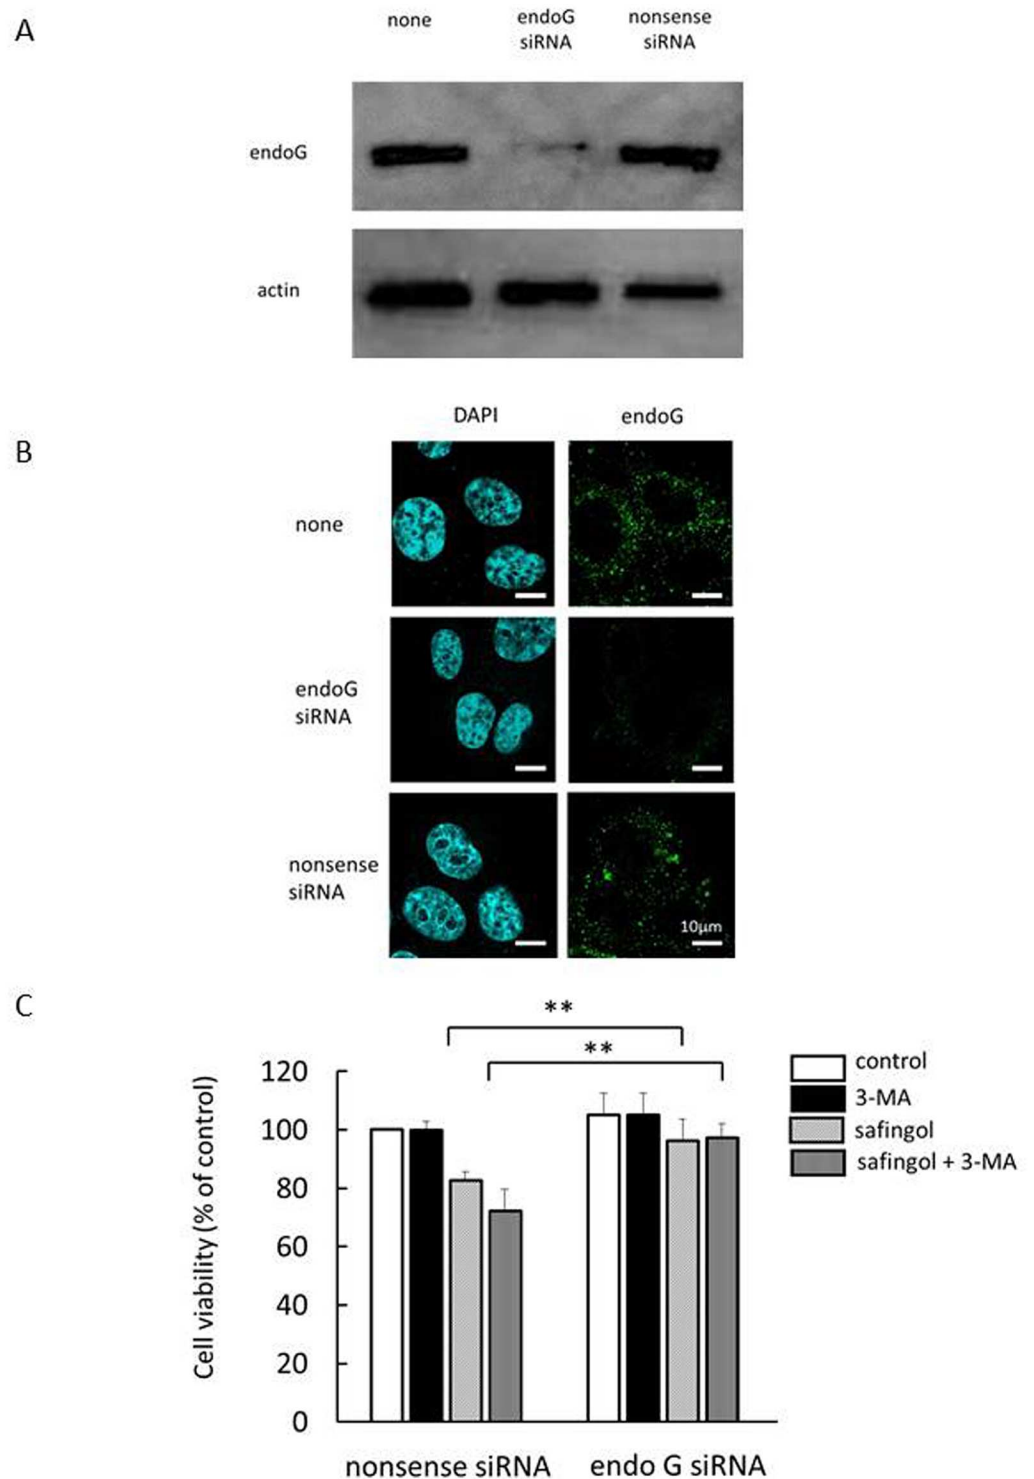 A
none
endoG
siRNA
nonsense
siRNA
endoG
actin
B
DAPI
endoG
none
endoG
siRNA
nonsense
siRNA
10μm
C
**
**
Cell viability (% of control)
120
100
80
60
40
20
0
control
3-MA
safingol
safingol + 3-MA
nonsense siRNA
endo G siRNA